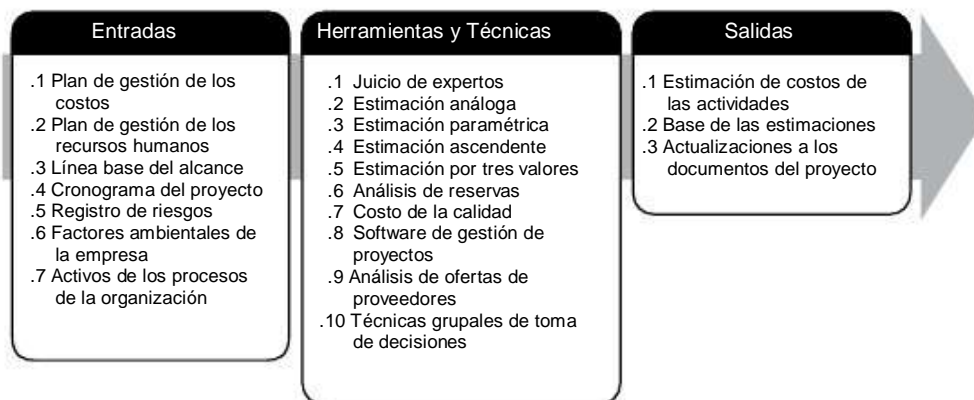 Entradas
.1 Plan de gestión de los
costos
.2 Plan de gestión de los
recursos humanos
.3 Línea base del alcance
.4 Cronograma del proyecto
.5 Registro de riesgos
.6 Factores ambientales de
la empresa
.7 Activos de los procesos
de la organización
Herramientas y Técnicas
.1 Juicio de expertos
.2 Estimación análoga
.3 Estimación paramétrica
.4 Estimación ascendente
.5 Estimación por tres valores
.6 Análisis de reservas
.7 Costo de la calidad
.8 Software de gestión de
proyectos
.9 Análisis de ofertas de
proveedores
.10 Técnicas grupales de toma
de decisiones
Salidas
.1 Estimación de costos de
las actividades
.2 Base de las estimaciones
.3 Actualizaciones a los
documentos del proyecto